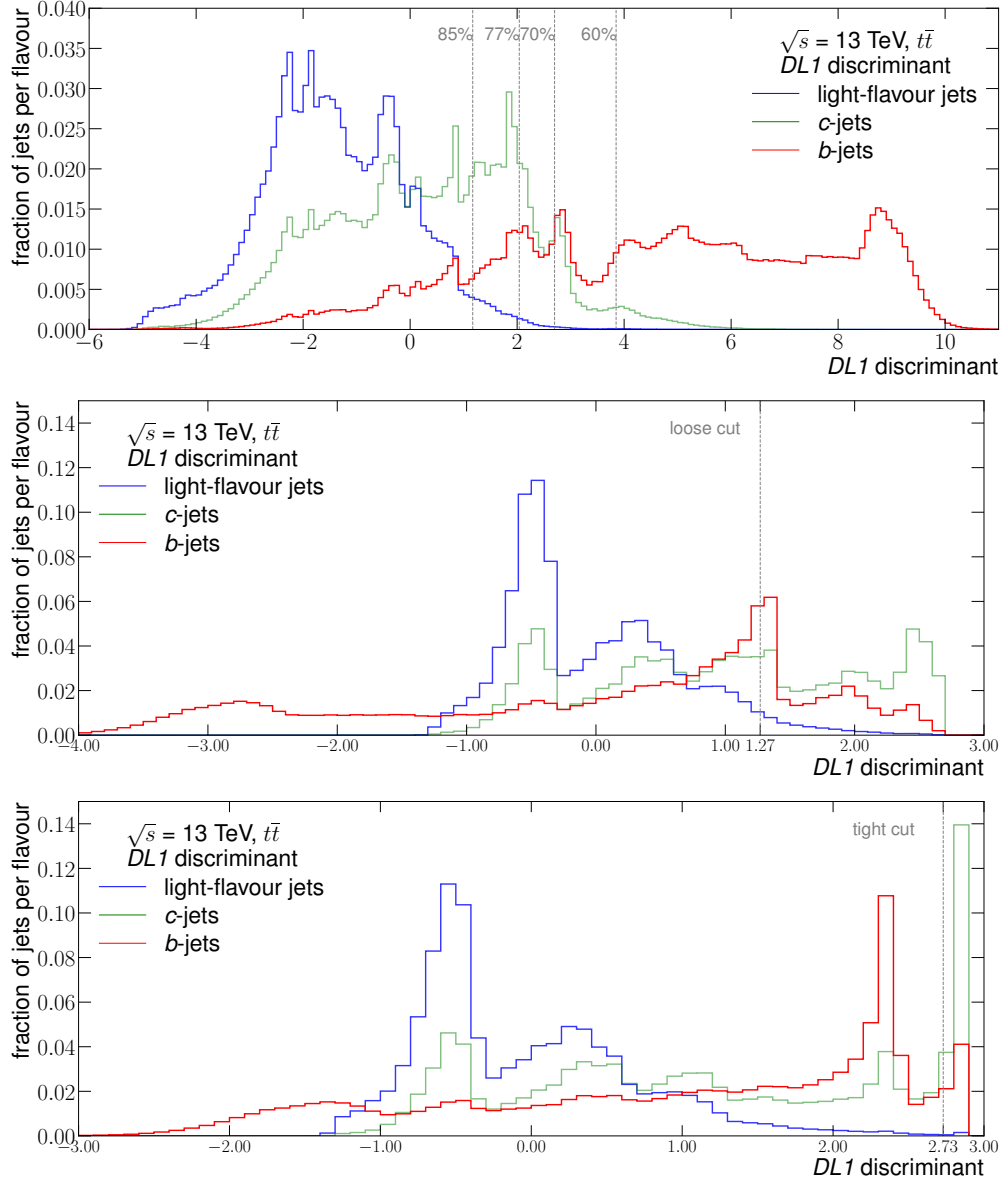 0.040
0.035
0.030
0.025
0.020
0.015
0.010
0.005
0.000
fraction of jets per flavour
85% 77% 70% 60%
√s = 13 TeV, tt̄
DL1 discriminant
light-flavour jets
c-jets
b-jets
−6 −4 −2 0 2 4 6 8 10
DL1 discriminant
0.14
0.12
0.10
0.08
0.06
0.04
0.02
0.00
fraction of jets per flavour
√s = 13 TeV, tt̄
DL1 discriminant
light-flavour jets
c-jets
b-jets
loose cut
−4.00 −3.00 −2.00 −1.00 0.00 1.00 1.27 2.00 3.00
DL1 discriminant
0.14
0.12
0.10
0.08
0.06
0.04
0.02
0.00
fraction of jets per flavour
√s = 13 TeV, tt̄
DL1 discriminant
light-flavour jets
c-jets
b-jets
tight cut
−3.00 −2.00 −1.00 0.00 1.00 2.00 2.73 3.00
DL1 discriminant